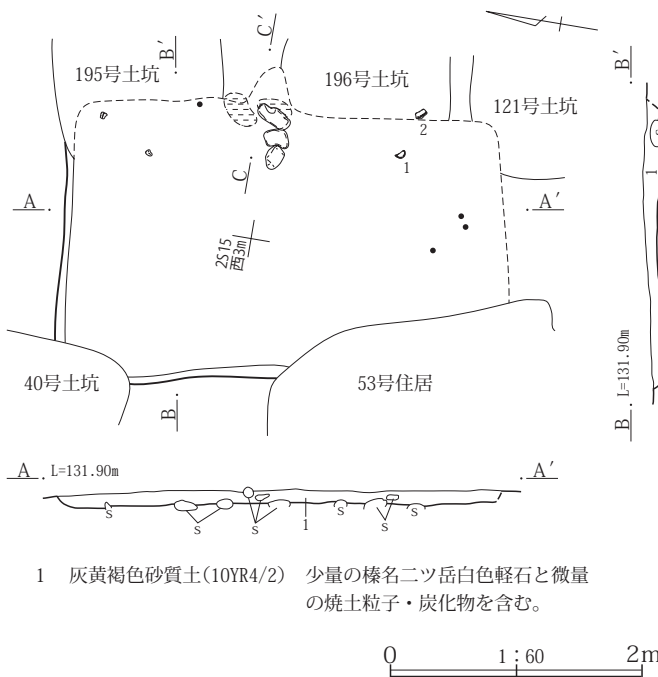 B′
C′
B′
195号土坑
196号土坑
121号土坑
2
1
C
1
A
A′
2S15
西3m
L=131.90m
40号土坑
53号住居
B
B
A
L=131.90m
A′
S
S
S
1
S
S
S
1 灰黄褐色砂質土(10YR4/2) 少量の榛名二ツ岳白色軽石と微量
の焼土粒子・炭化物を含む。
0 1:60 2m